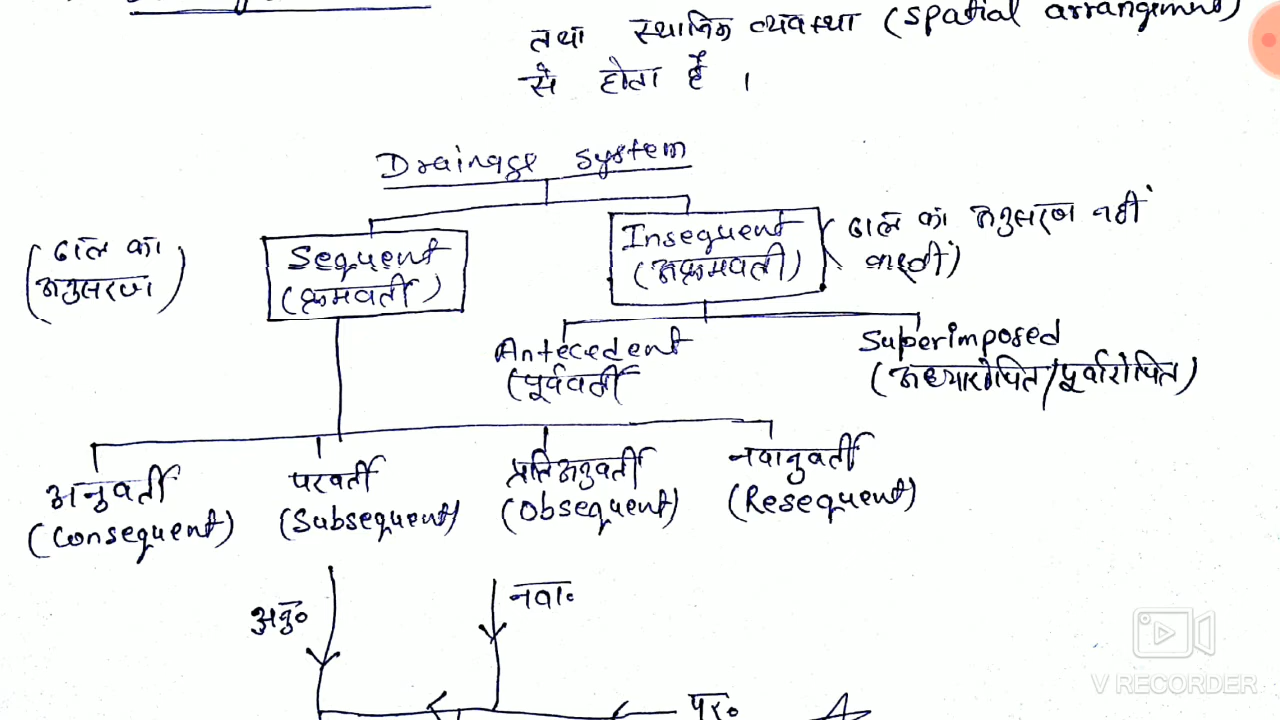 तथा स्थानिक व्यवस्था (Spatial arrangement)
से होता है ।
Drainage System
(ढाल का
अनुसरण)
Sequent
(क्रमवर्ती)
Insequent
(अक्रमवर्ती)
(ढाल का अनुसरण नहीं
करतीं)
Antecedent
(पूर्ववर्ती
Superimposed
(अध्यारोपित/पूर्वारोपित)
अनुवर्ती
(Consequent)
परवर्ती
(Subsequent)
प्रतिअनुवर्ती
(Obsequent)
नवानुवर्ती
(Resequent)
अनु०
नवा०
पर०
V RECORDER